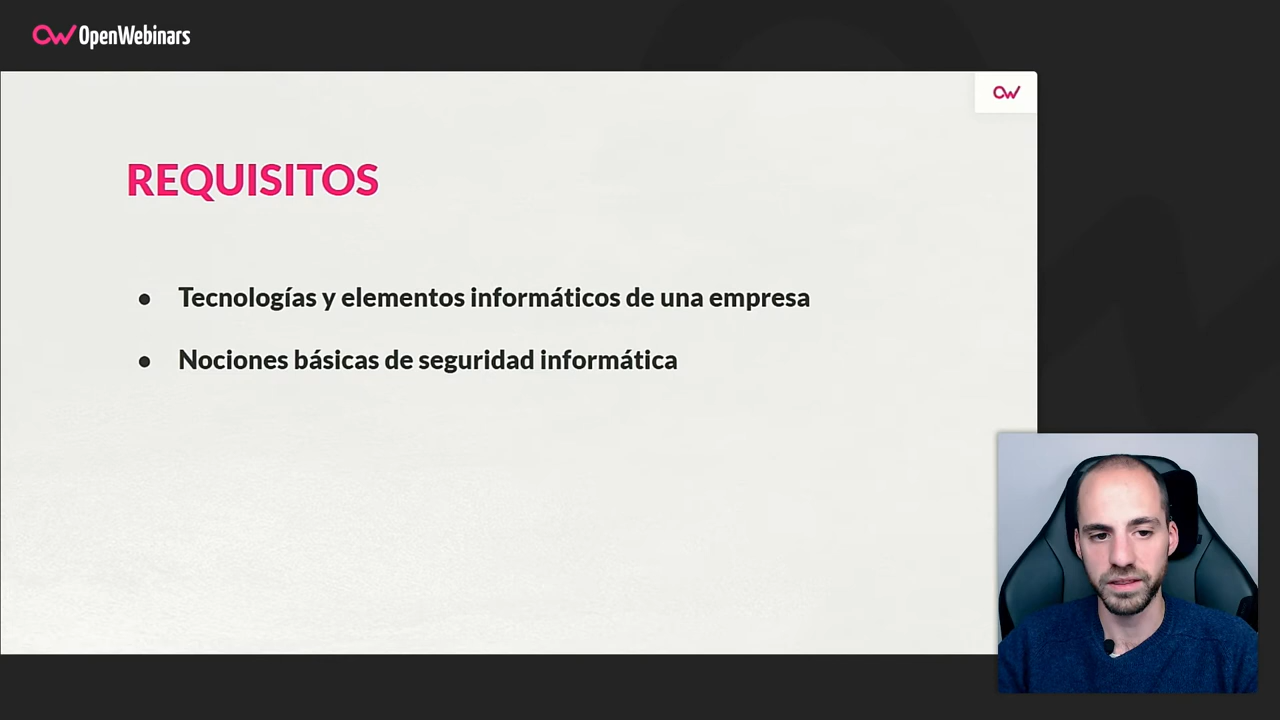 OpenWebinars
REQUISITOS
● Tecnologías y elementos informáticos de una empresa
● Nociones básicas de seguridad informática